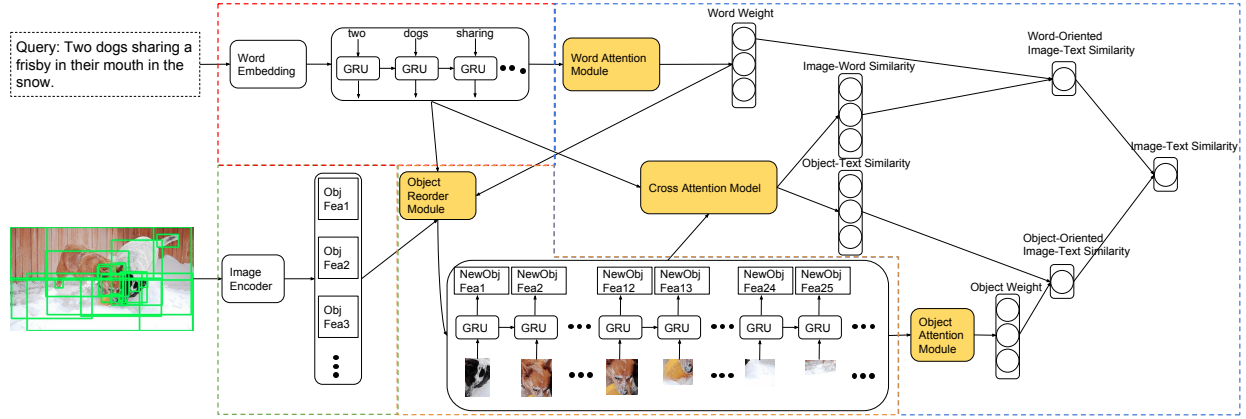 Query: Two dogs sharing a
frisby in their mouth in the
snow.
Word
Embedding
two
dogs
sharing
GRU
GRU
GRU
Word Attention
Module
Word Weight
Word-Oriented
Image-Text Similarity
Image-Word Similarity
Image-Text Similarity
Object-Text Similarity
Cross Attention Model
Object
Reorder
Module
Obj
Fea1
Obj
Fea2
Obj
Fea3
Image
Encoder
NewObj
Fea1
NewObj
Fea2
NewObj
Fea12
NewObj
Fea13
NewObj
Fea24
NewObj
Fea25
GRU
GRU
GRU
GRU
GRU
GRU
Object
Attention
Module
Object Weight
Object-Oriented
Image-Text Similarity